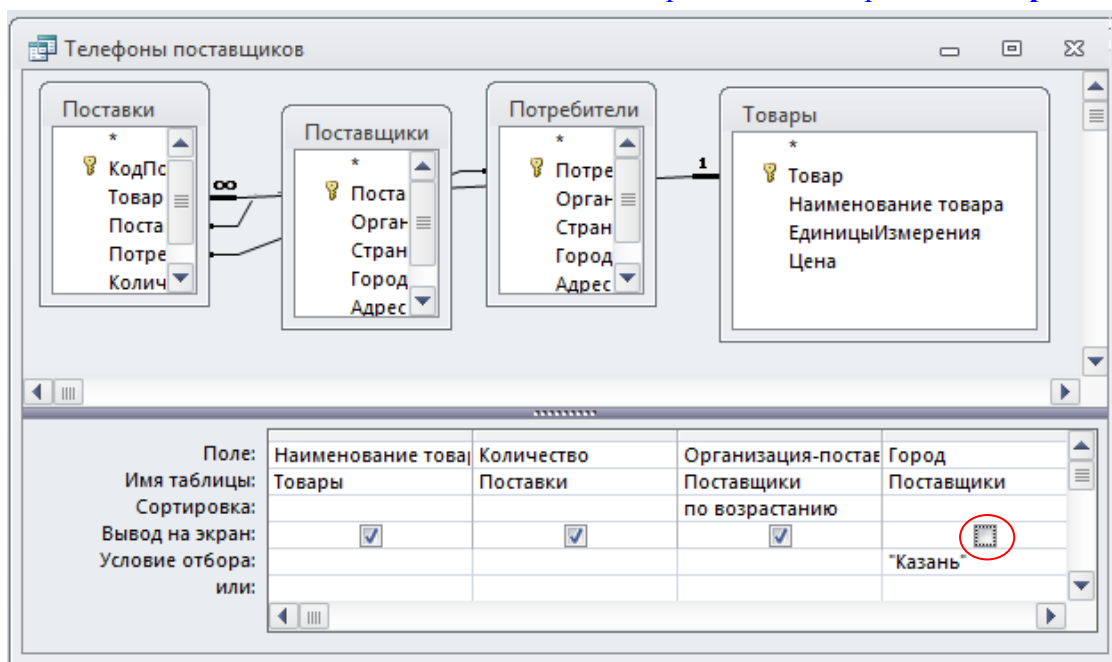 Телефоны поставщиков
Поставки
*
КодПс
Товар
Поста
Потре
Колич
∞
Поставщики
*
Поста
Орган
Стран
Город
Адрес
Потребители
*
Потре
Орган
Стран
Город
Адрес
1
Товары
*
Товар
Наименование товара
ЕдиницыИзмерения
Цена
Поле: Наименование товар Количество Организация-постав Город
Имя таблицы: Товары Поставки Поставщики Поставщики
Сортировка: по возрастанию
Вывод на экран:
Условие отбора: "Казань"
или: